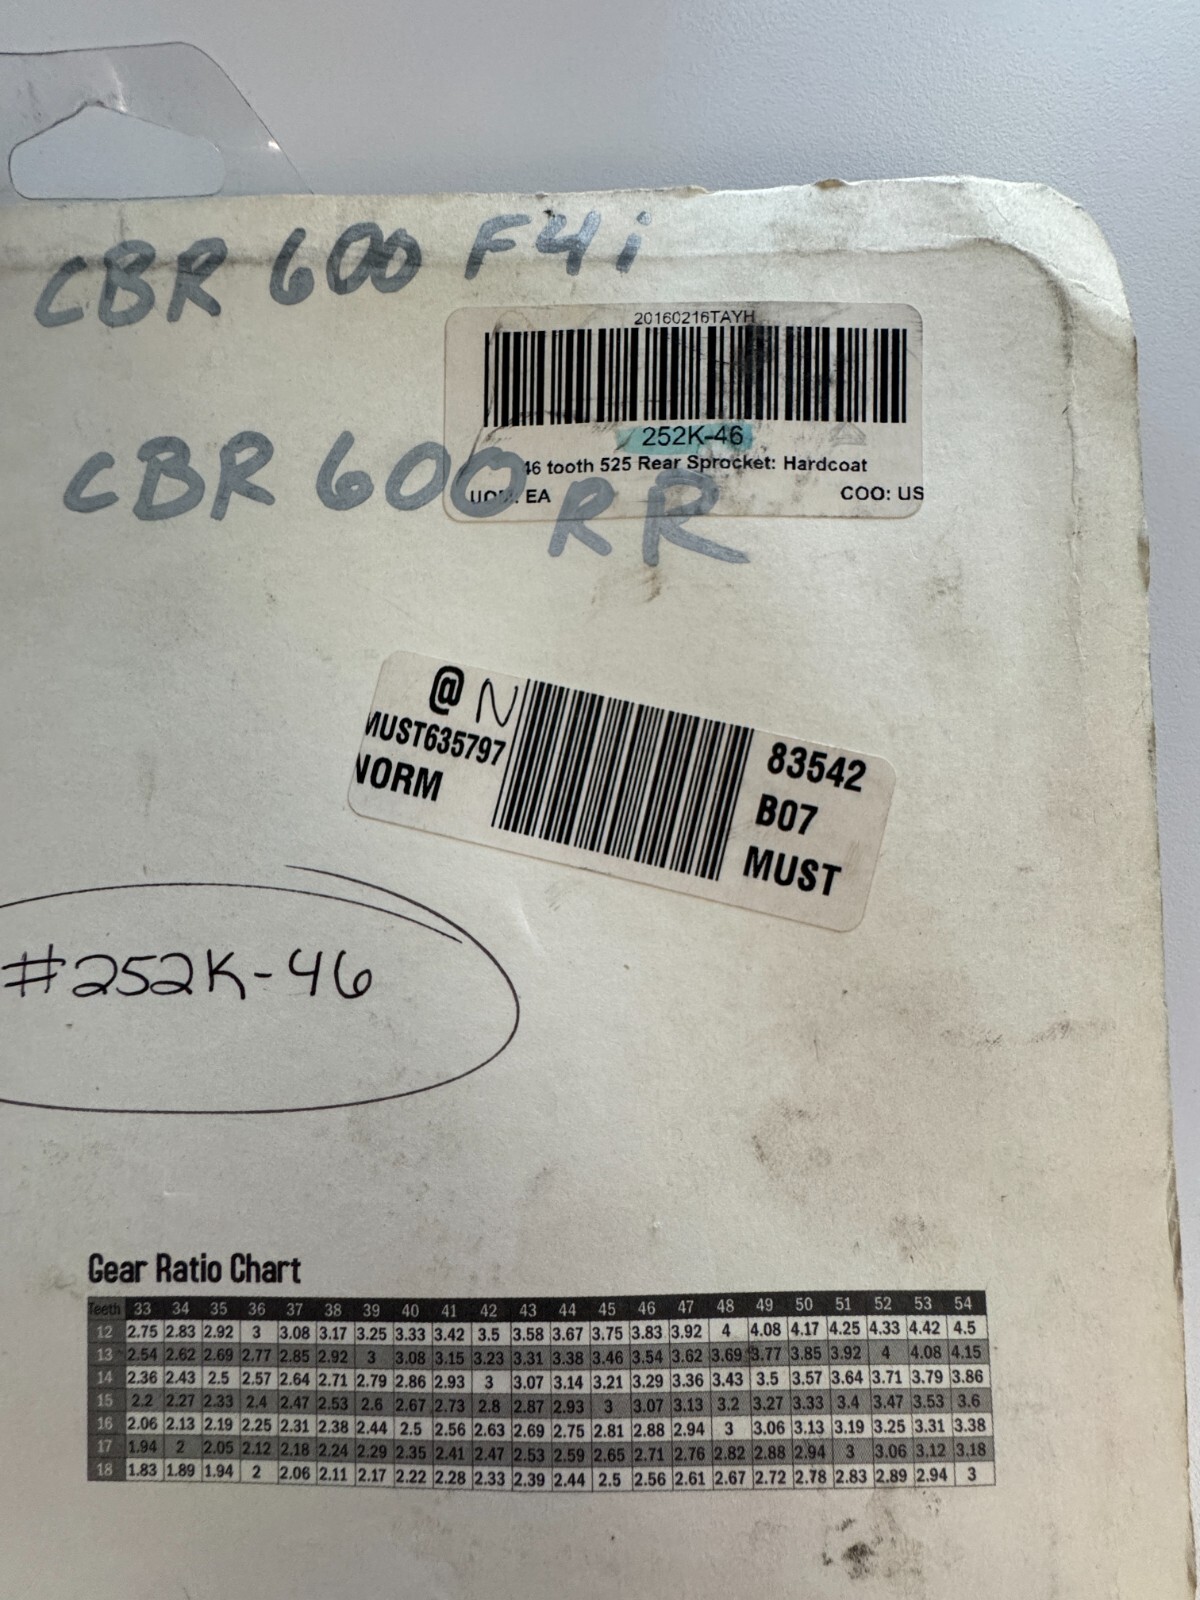 CBR 600 F4i
20160216TAYH
252K-46
46 tooth 525 Rear Sprocket: Hardcoat
UOM: EA COO: US
CBR 600 RR
@ N
MUST635797
NORM
83542
B07
MUST
#252K-46
Gear Ratio Chart
Teeth 33 34 35 36 37 38 39 40 41 42 43 44 45 46 47 48 49 50 51 52 53 54
12 2.75 2.83 2.92 3 3.08 3.17 3.25 3.33 3.42 3.5 3.58 3.67 3.75 3.83 3.92 4 4.08 4.17 4.25 4.33 4.42 4.5
13 2.54 2.62 2.69 2.77 2.85 2.92 3 3.08 3.15 3.23 3.31 3.38 3.46 3.54 3.62 3.69 3.77 3.85 3.92 4 4.08 4.15
14 2.36 2.43 2.5 2.57 2.64 2.71 2.79 2.86 2.93 3 3.07 3.14 3.21 3.29 3.36 3.43 3.5 3.57 3.64 3.71 3.79 3.86
15 2.2 2.27 2.33 2.4 2.47 2.53 2.6 2.67 2.73 2.8 2.87 2.93 3 3.07 3.13 3.2 3.27 3.33 3.4 3.47 3.53 3.6
16 2.06 2.13 2.19 2.25 2.31 2.38 2.44 2.5 2.56 2.63 2.69 2.75 2.81 2.88 2.94 3 3.06 3.13 3.19 3.25 3.31 3.38
17 1.94 2 2.05 2.12 2.18 2.24 2.29 2.35 2.41 2.47 2.53 2.59 2.65 2.71 2.76 2.82 2.88 2.94 3 3.06 3.12 3.18
18 1.83 1.89 1.94 2 2.06 2.11 2.17 2.22 2.28 2.33 2.39 2.44 2.5 2.56 2.61 2.67 2.72 2.78 2.83 2.89 2.94 3